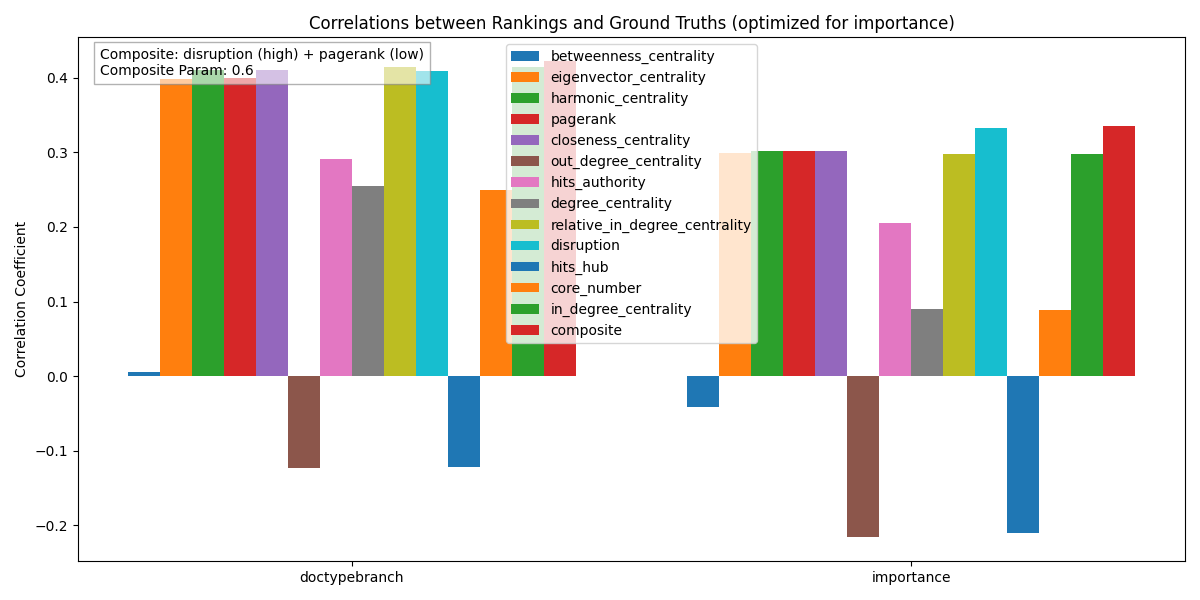 Correlations between Rankings and Ground Truths (optimized for importance)
Composite: disruption (high) + pagerank (low)
Composite Param: 0.6
betweenness_centrality
eigenvector_centrality
harmonic_centrality
pagerank
closeness_centrality
out_degree_centrality
hits_authority
degree_centrality
relative_in_degree_centrality
disruption
hits_hub
core_number
in_degree_centrality
composite
Correlation Coefficient
0.4
0.3
0.2
0.1
0.0
−0.1
−0.2
doctypebranch
importance